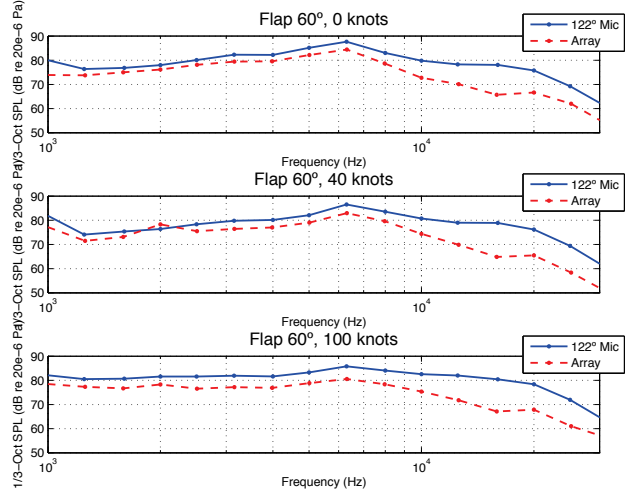 Flap 60º, 0 knots
122º Mic
Array
90
80
70
60
50
10³
10⁴
Frequency (Hz)
1/3−Oct SPL (dB re 20e−6 Pa)
Flap 60º, 40 knots
122º Mic
Array
90
80
70
60
50
10³
10⁴
Frequency (Hz)
/3−Oct SPL (dB re 20e−6 Pa)
Flap 60º, 100 knots
122º Mic
Array
90
80
70
60
50
10³
10⁴
Frequency (Hz)
/3−Oct SPL (dB re 20e−6 Pa)